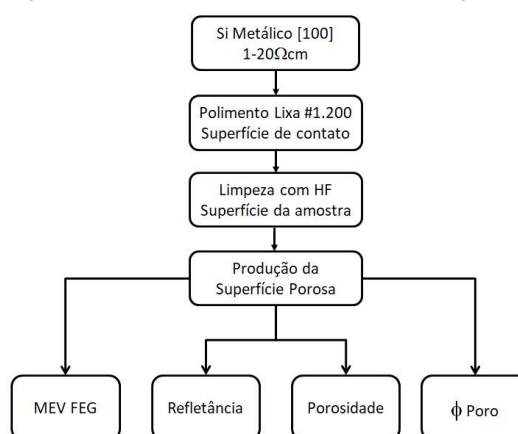 Si Metálico [100]
1-20Ωcm
Polimento Lixa #1.200
Superfície de contato
Limpeza com HF
Superfície da amostra
Produção da
Superfície Porosa
MEV FEG
Refletância
Porosidade
ϕ Poro